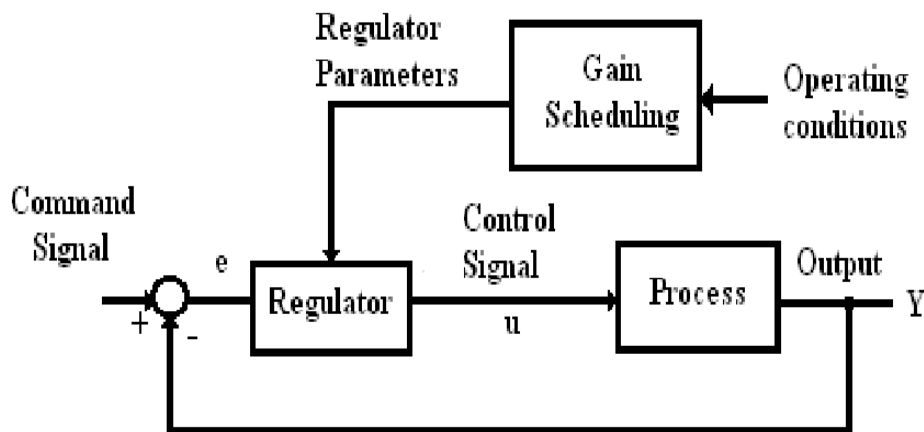 Regulator
Parameters
Gain
Scheduling
Operating
conditions
Command
Signal
e
Regulator
Control
Signal
u
Process
Output
Y
+
-